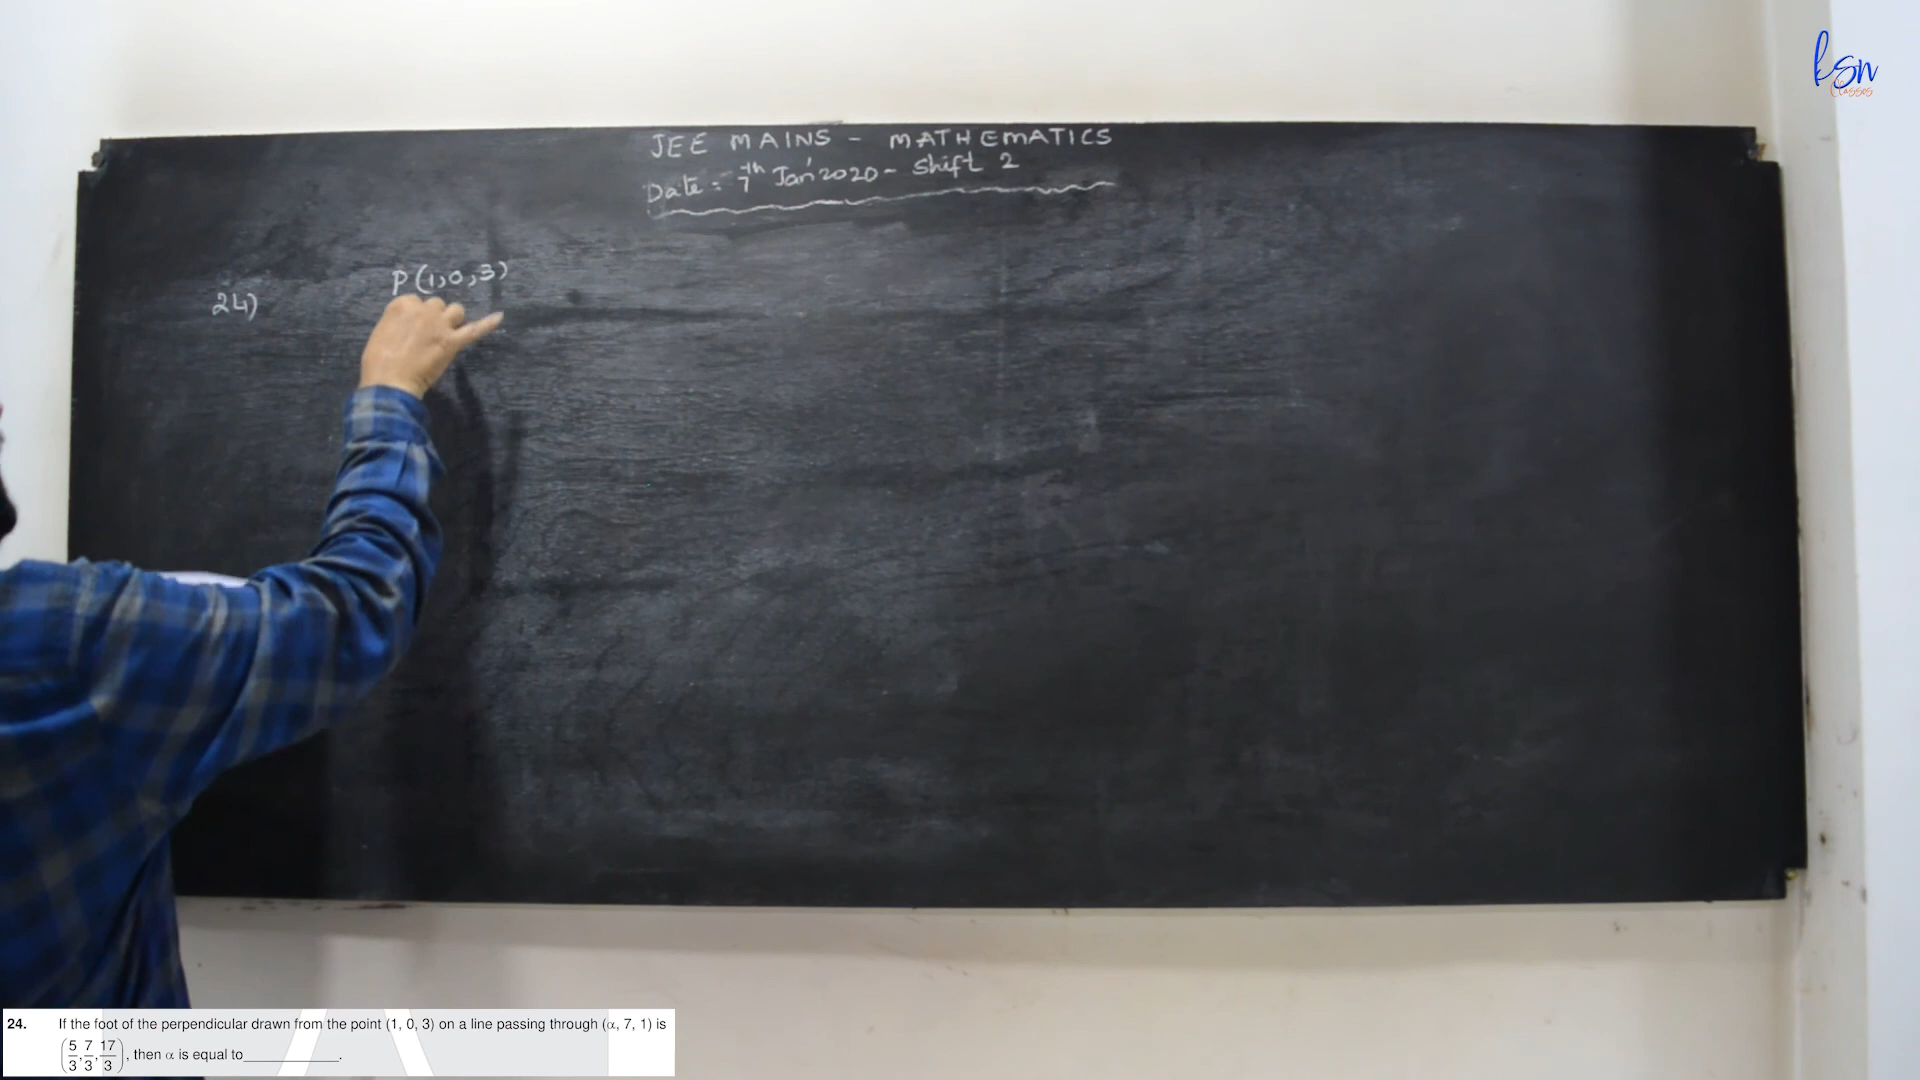 ksn
Classes
JEE MAINS - MATHEMATICS
Date: 7th Jan'2020 - Shift 2
P(1,0,3)
24)
24. If the foot of the perpendicular drawn from the point (1, 0, 3) on a line passing through (α, 7, 1) is
(5/3, 7/3, 17/3), then α is equal to____________.